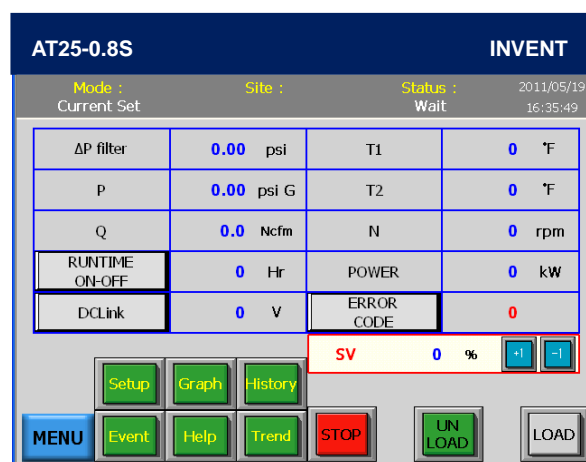 AT25-0.8S INVENT
Mode : Site : Status : 2011/05/19
Current Set Wait 16:35:49
ΔP filter 0.00 psi T1 0 ℉
P 0.00 psi G T2 0 ℉
Q 0.0 Ncfm N 0 rpm
RUNTIME
ON-OFF 0 Hr POWER 0 kW
DCLink 0 V ERROR
CODE 0
SV 0 % +1 -1
Setup Graph History
MENU Event Help Trend STOP UN
LOAD LOAD